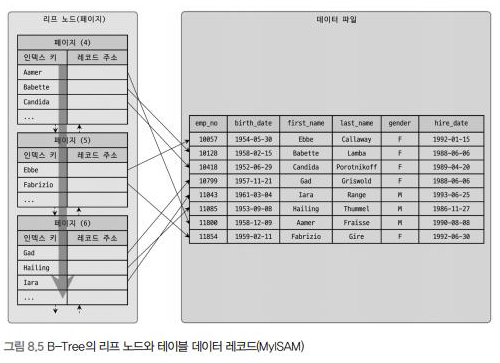 리프 노드(페이지)
페이지 (4)
인덱스 키 레코드 주소
Aamer
Babette
Candida
...
페이지 (5)
인덱스 키 레코드 주소
Ebbe
Fabrizio
...
페이지 (6)
인덱스 키 레코드 주소
Gad
Hailing
Iara
...
데이터 파일
emp_no birth_date first_name last_name gender hire_date
10057 1954-05-30 Ebbe Callaway F 1992-01-15
10128 1958-02-15 Babette Lamba F 1988-06-06
10418 1952-06-29 Candida Porotnikoff F 1989-04-20
10799 1957-11-21 Gad Griswold F 1988-06-06
11043 1961-03-04 Iara Range M 1993-06-25
11085 1953-09-08 Hailing Thummel M 1986-11-27
11800 1958-12-09 Aamer Fraisse M 1990-08-08
11854 1959-02-11 Fabrizio Gire F 1992-06-30
그림 8.5 B-Tree의 리프 노드와 테이블 데이터 레코드(MyISAM)